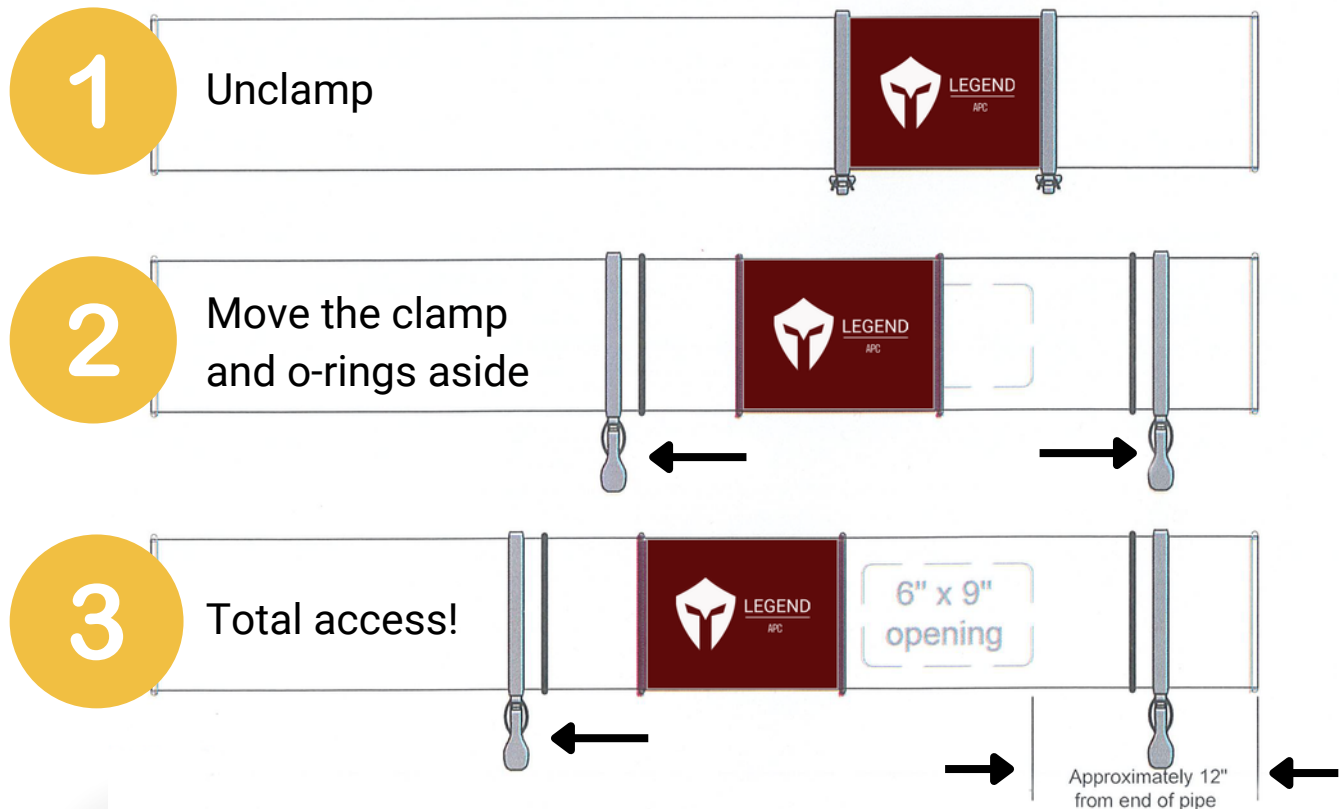 1
Unclamp
LEGEND
APC
2
Move the clamp
and o-rings aside
LEGEND
APC
3
Total access!
LEGEND
APC
6" x 9"
opening
Approximately 12"
from end of pipe